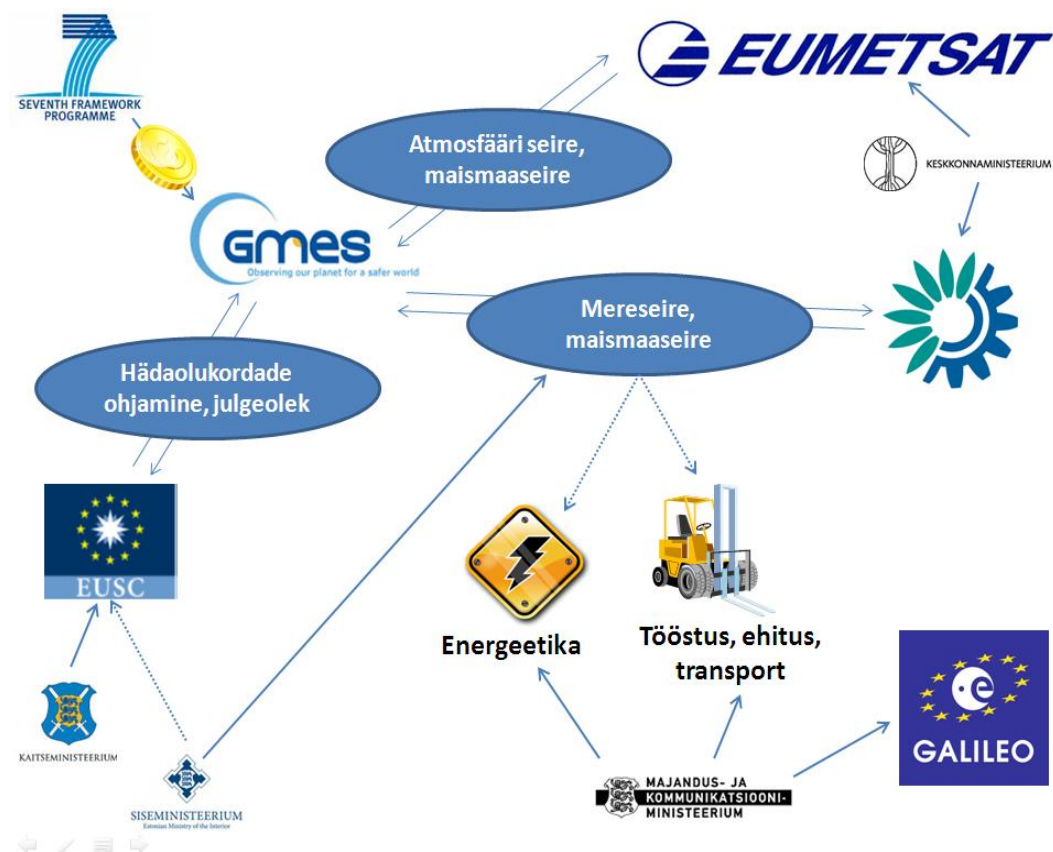 SEVENTH FRAMEWORK
PROGRAMME
EUMETSAT
Atmosfääri seire,
maismaaseire
KESKKONNAMINISTEERIUM
GMES
Observing our planet for a safer world
Mereseire,
maismaaseire
Hädaolukordade
ohjamine, julgeolek
EUSC
Energeetika
Tööstus, ehitus,
transport
GALILEO
KAITSEMINISTEERIUM
SISEMINISTEERIUM
Estonian Ministry of the Interior
MAJANDUS- JA
KOMMUNIKATSIOONI-
MINISTEERIUM